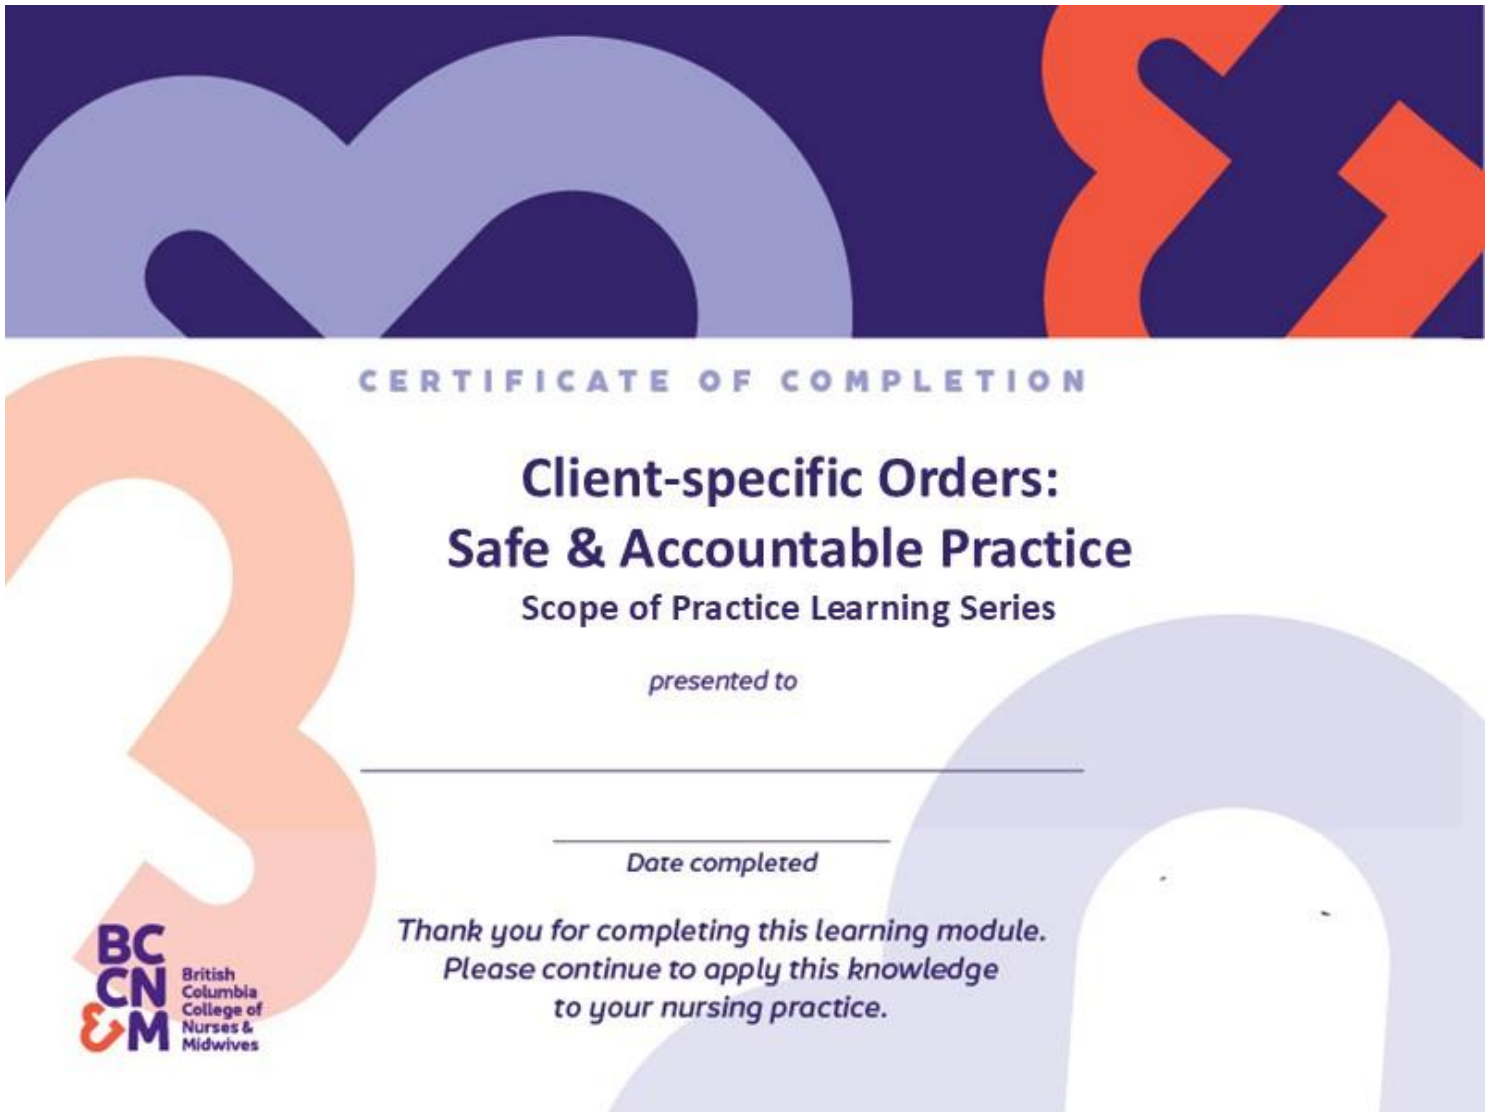 CERTIFICATE OF COMPLETION
Client-specific Orders:
Safe & Accountable Practice
Scope of Practice Learning Series
presented to
Date completed
Thank you for completing this learning module.
Please continue to apply this knowledge
to your nursing practice.
BC
CN
&M
British
Columbia
College of
Nurses &
Midwives